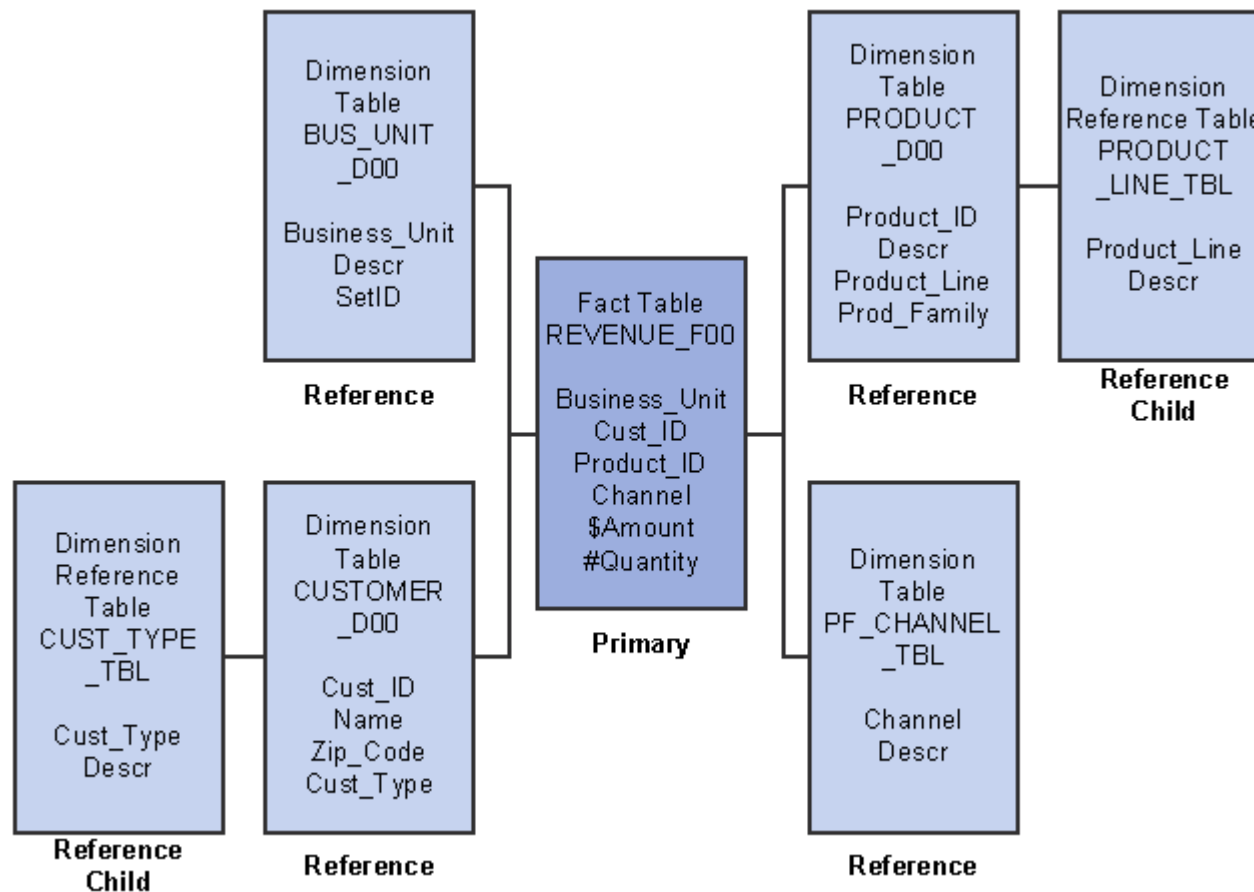 Dimension
Table
BUS_UNIT
_D00
Business_Unit
Descr
SetID
Reference
Dimension
Table
PRODUCT
_D00
Product_ID
Descr
Product_Line
Prod_Family
Reference
Dimension
Reference Table
PRODUCT
_LINE_TBL
Product_Line
Descr
Reference
Child
Fact Table
REVENUE_F00
Business_Unit
Cust_ID
Product_ID
Channel
$Amount
#Quantity
Primary
Dimension
Reference
Table
CUST_TYPE
_TBL
Cust_Type
Descr
Reference
Child
Dimension
Table
CUSTOMER
_D00
Cust_ID
Name
Zip_Code
Cust_Type
Reference
Dimension
Table
PF_CHANNEL
_TBL
Channel
Descr
Reference